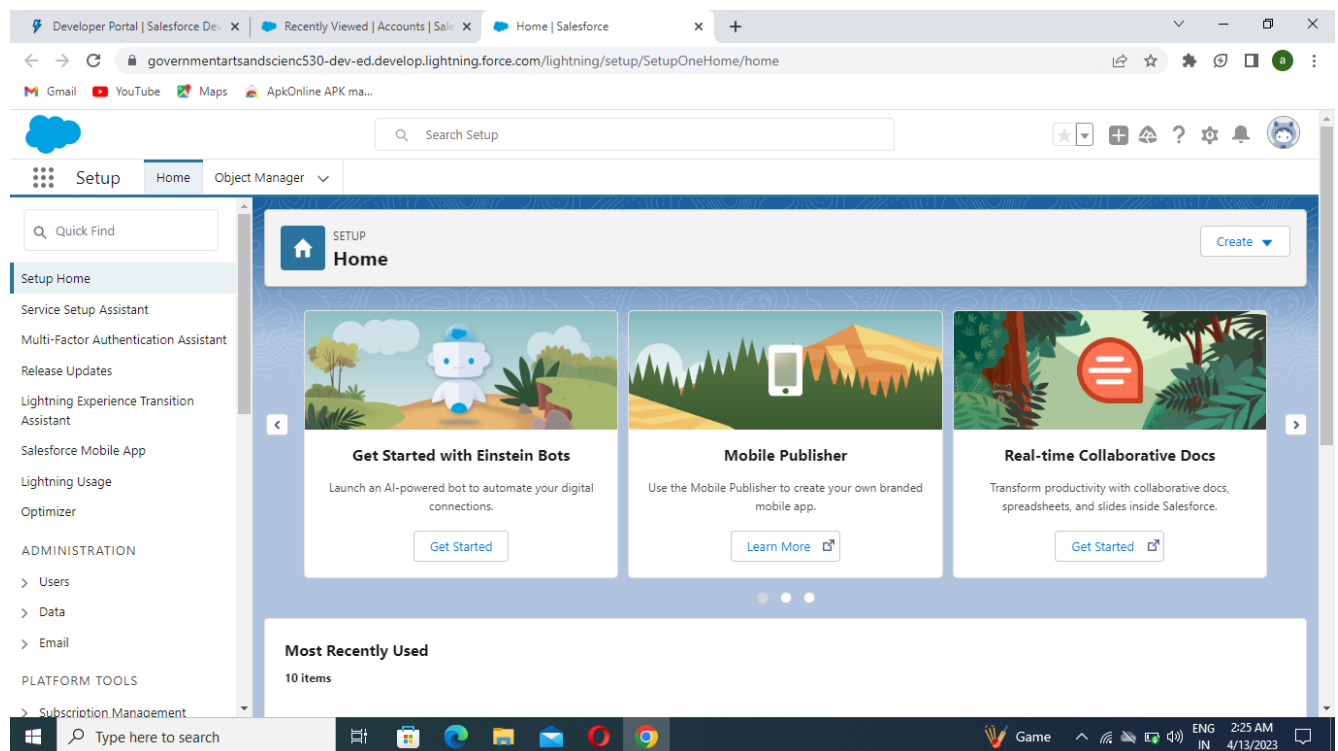 Developer Portal | Salesforce Dev
Recently Viewed | Accounts | Sale
Home | Salesforce
governmentartsandscienc530-dev-ed.develop.lightning.force.com/lightning/setup/SetupOneHome/home
a
Gmail
YouTube
Maps
ApkOnline APK ma...
Search Setup
Setup
Home
Object Manager
Quick Find
Setup Home
Service Setup Assistant
Multi-Factor Authentication Assistant
Release Updates
Lightning Experience Transition
Assistant
Salesforce Mobile App
Lightning Usage
Optimizer
ADMINISTRATION
Users
Data
Email
PLATFORM TOOLS
Subscription Management
SETUP
Home
Create
Get Started with Einstein Bots
Launch an AI-powered bot to automate your digital
connections.
Get Started
Mobile Publisher
Use the Mobile Publisher to create your own branded
mobile app.
Learn More
Real-time Collaborative Docs
Transform productivity with collaborative docs,
spreadsheets, and slides inside Salesforce.
Get Started
Most Recently Used
10 items
Type here to search
Game
ENG
IN
2:25 AM
4/13/2023